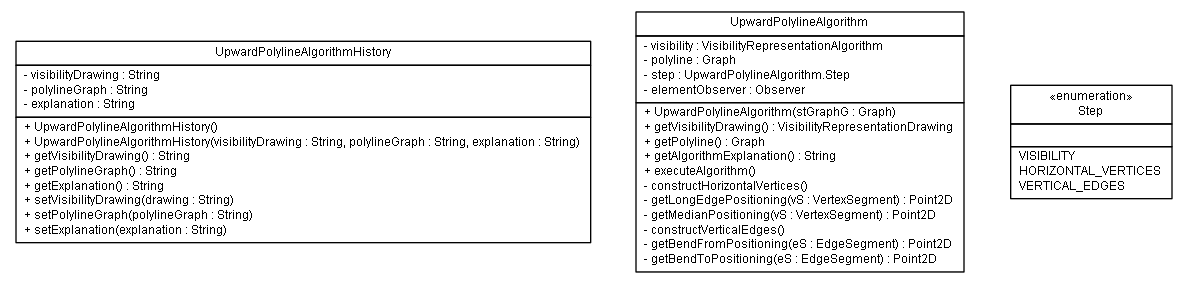 UpwardPolylineAlgorithmHistory
- visibilityDrawing : String
- polylineGraph : String
- explanation : String
+ UpwardPolylineAlgorithmHistory()
+ UpwardPolylineAlgorithmHistory(visibilityDrawing : String, polylineGraph : String, explanation : String)
+ getVisibilityDrawing() : String
+ getPolylineGraph() : String
+ getExplanation() : String
+ setVisibilityDrawing(drawing : String)
+ setPolylineGraph(polylineGraph : String)
+ setExplanation(explanation : String)
UpwardPolylineAlgorithm
- visibility : VisibilityRepresentationAlgorithm
- polyline : Graph
- step : UpwardPolylineAlgorithm.Step
- elementObserver : Observer
+ UpwardPolylineAlgorithm(stGraphG : Graph)
+ getVisibilityDrawing() : VisibilityRepresentationDrawing
+ getPolyline() : Graph
+ getAlgorithmExplanation() : String
+ executeAlgorithm()
- constructHorizontalVertices()
- getLongEdgePositioning(vS : VertexSegment) : Point2D
- getMedianPositioning(vS : VertexSegment) : Point2D
- constructVerticalEdges()
- getBendFromPositioning(eS : EdgeSegment) : Point2D
- getBendToPositioning(eS : EdgeSegment) : Point2D
«enumeration»
Step
VISIBILITY
HORIZONTAL_VERTICES
VERTICAL_EDGES